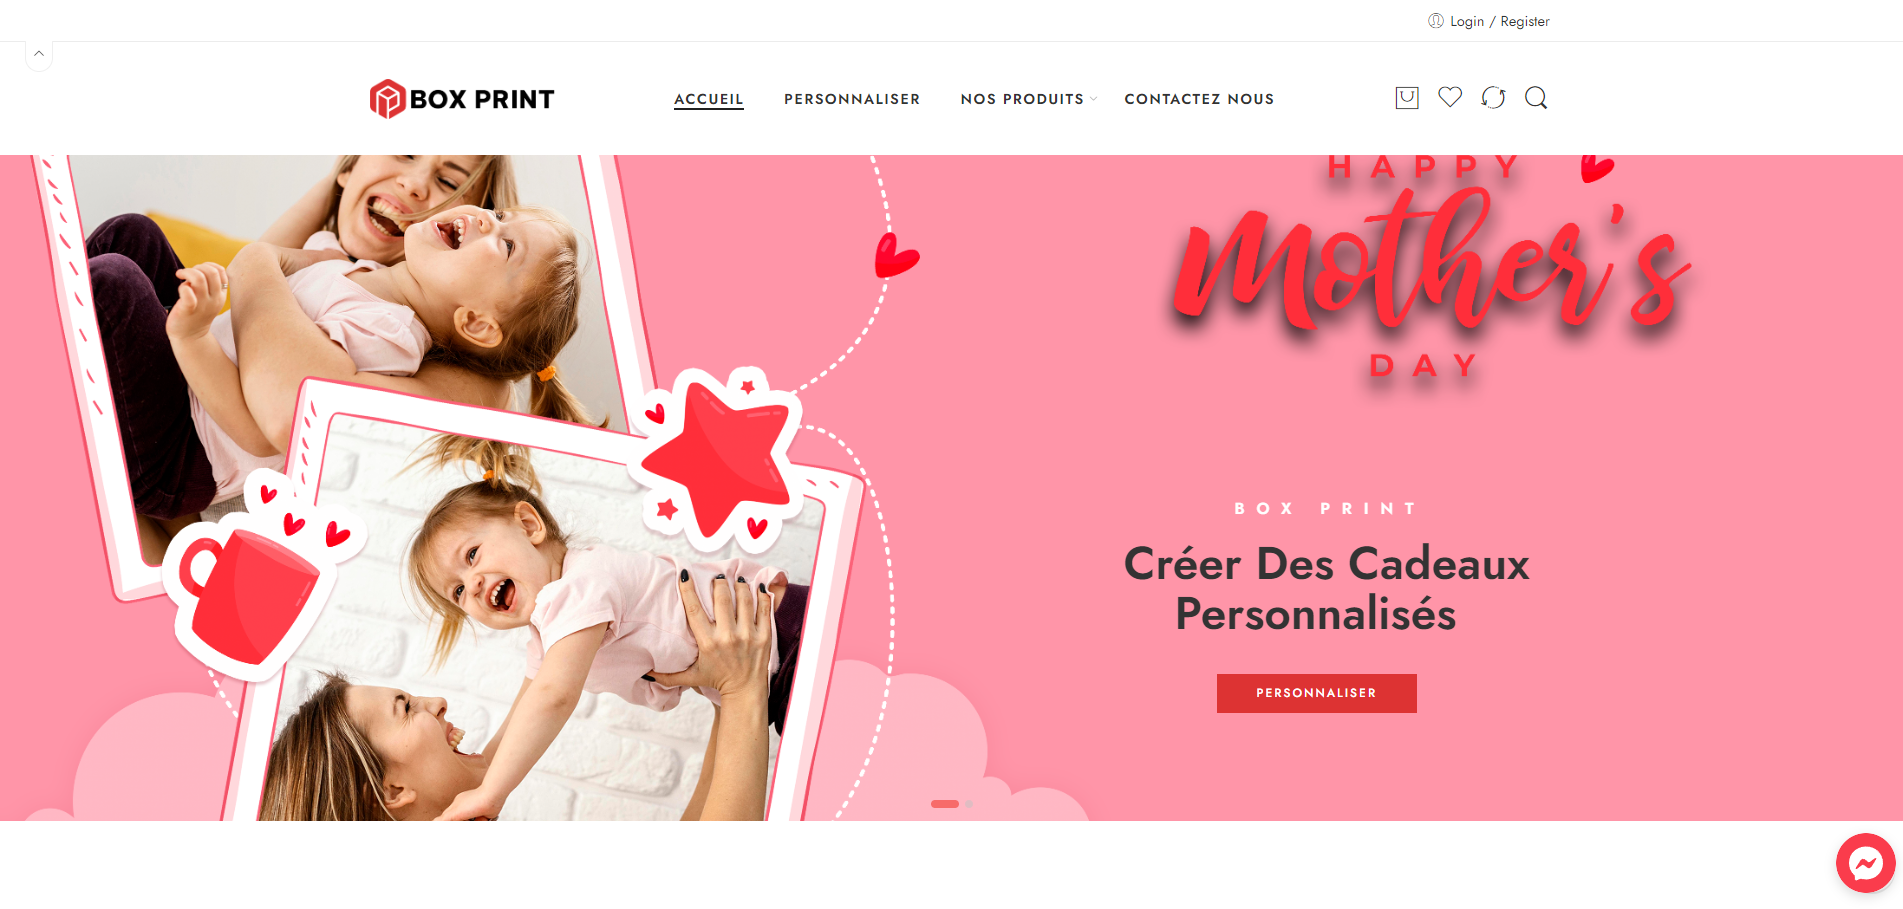 Login / Register
BOX PRINT
ACCUEIL PERSONNALISER NOS PRODUITS CONTACTEZ NOUS
HAPPY
Mother's
DAY
BOX PRINT
Créer Des Cadeaux
Personnalisés
PERSONNALISER